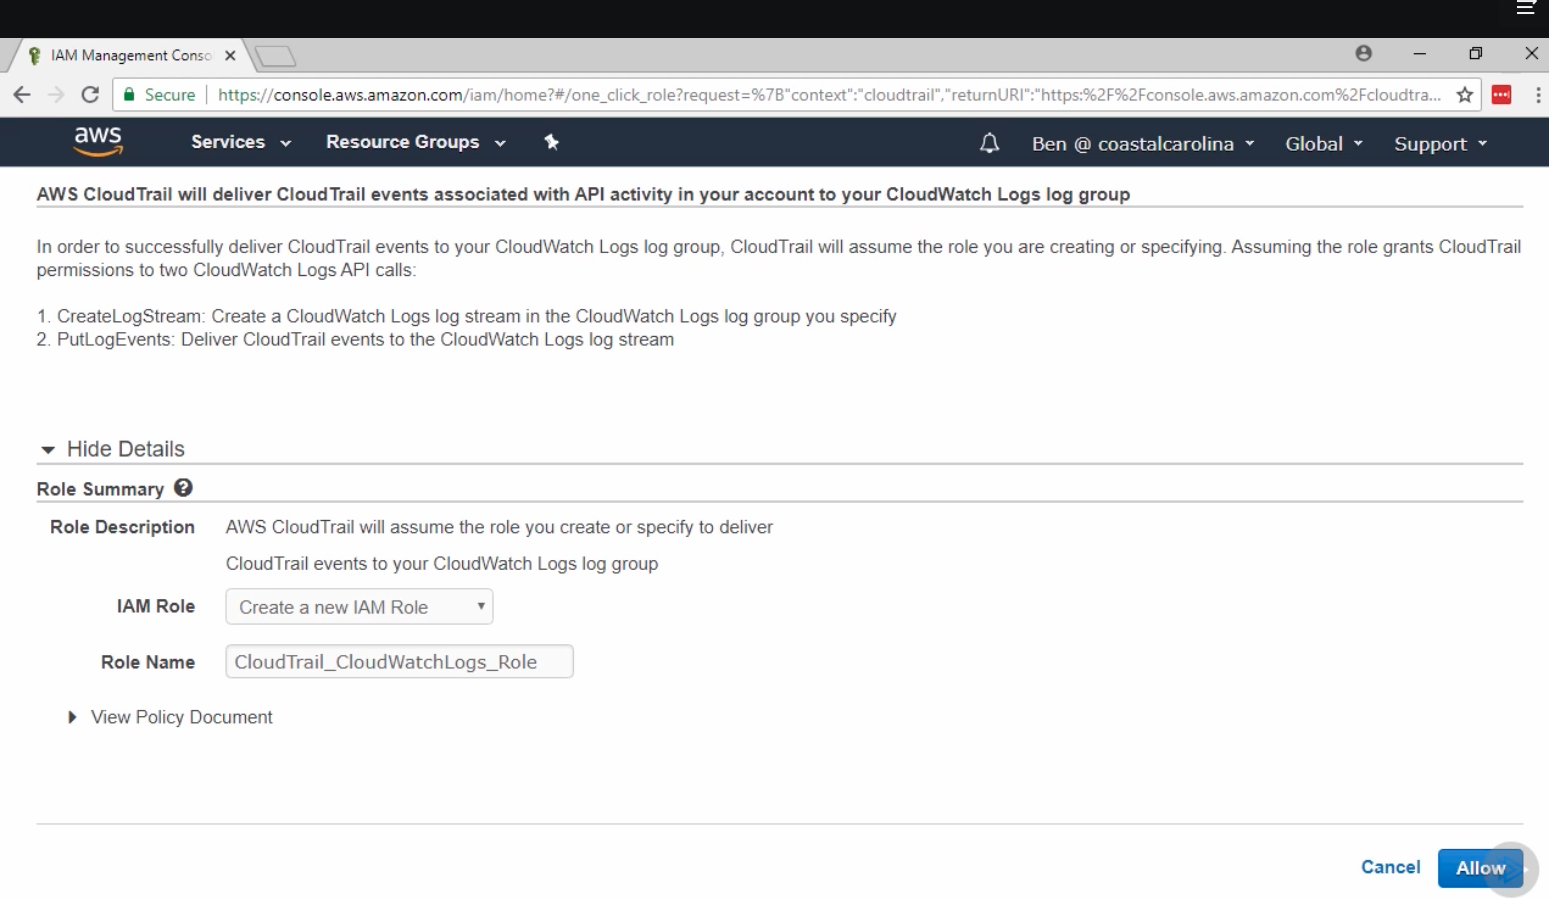 IAM Management Conso
Secure
https://console.aws.amazon.com/iam/home?#/one_click_role?request=%7B"context":"cloudtrail","returnURI":"https:%2F%2Fconsole.aws.amazon.com%2Fcloudtra...
aws
Services
Resource Groups
Ben @ coastalcarolina
Global
Support
AWS CloudTrail will deliver CloudTrail events associated with API activity in your account to your CloudWatch Logs log group
In order to successfully deliver CloudTrail events to your CloudWatch Logs log group, CloudTrail will assume the role you are creating or specifying. Assuming the role grants CloudTrail
permissions to two CloudWatch Logs API calls:
1. CreateLogStream: Create a CloudWatch Logs log stream in the CloudWatch Logs log group you specify
2. PutLogEvents: Deliver CloudTrail events to the CloudWatch Logs log stream
Hide Details
Role Summary ?
Role Description AWS CloudTrail will assume the role you create or specify to deliver
CloudTrail events to your CloudWatch Logs log group
IAM Role Create a new IAM Role
Role Name CloudTrail_CloudWatchLogs_Role
View Policy Document
Cancel
Allow